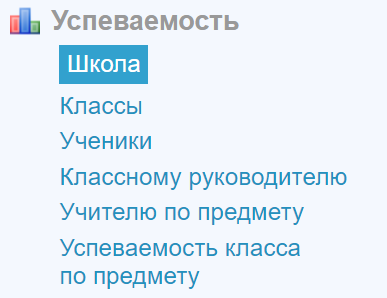 Успеваемость
Школа
Классы
Ученики
Классному руководителю
Учителю по предмету
Успеваемость класса
по предмету